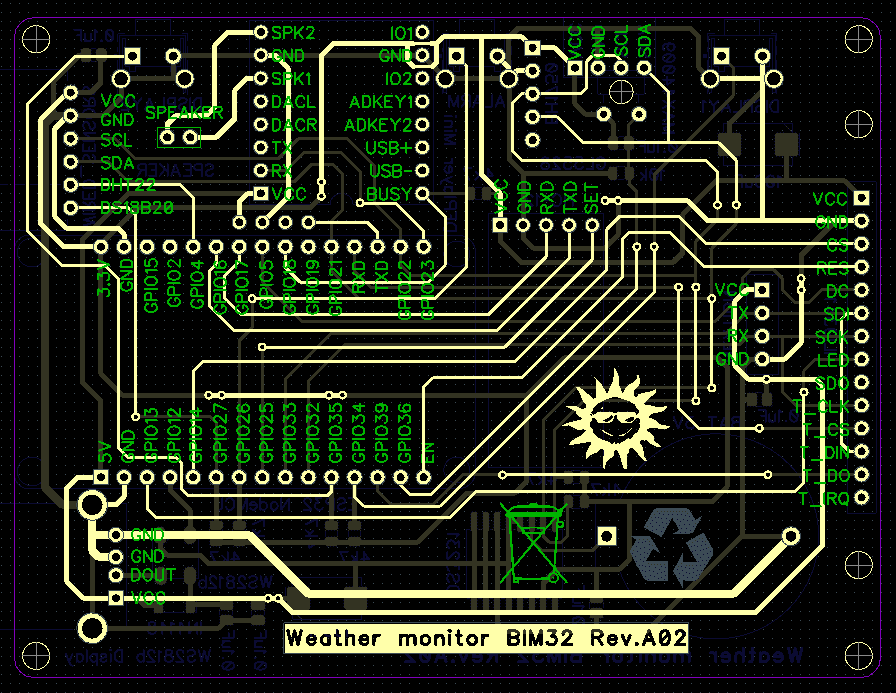 SPK2
GND
SPK1
DACL
DACR
TX
RX
VCC
IO1
GND
IO2
ADKEY1
ADKEY2
USB+
USB-
BUSY
VCC
GND
SCL
SDA
VCC
GND
SCL
SDA
DHT22
DS18B20
SPEAKER
VCC
GND
RXD
TXD
SET
VCC
GND
CS
RES
DC
SDI
SCK
LED
SDO
T_CLK
T_CS
T_DIN
T_DO
T_IRQ
VCC
TX
RX
GND
3.3V
GND
GPIO15
GPIO2
GPIO4
GPIO16
GPIO17
GPIO5
GPIO18
GPIO19
GPIO21
RXD
TXD
GPIO22
GPIO23
5V
GND
GPIO13
GPIO12
GPIO14
GPIO27
GPIO26
GPIO25
GPIO33
GPIO32
GPIO35
GPIO34
GPIO39
GPIO36
EN
GND
GND
DOUT
VCC
Weather monitor BIM32 Rev.A02